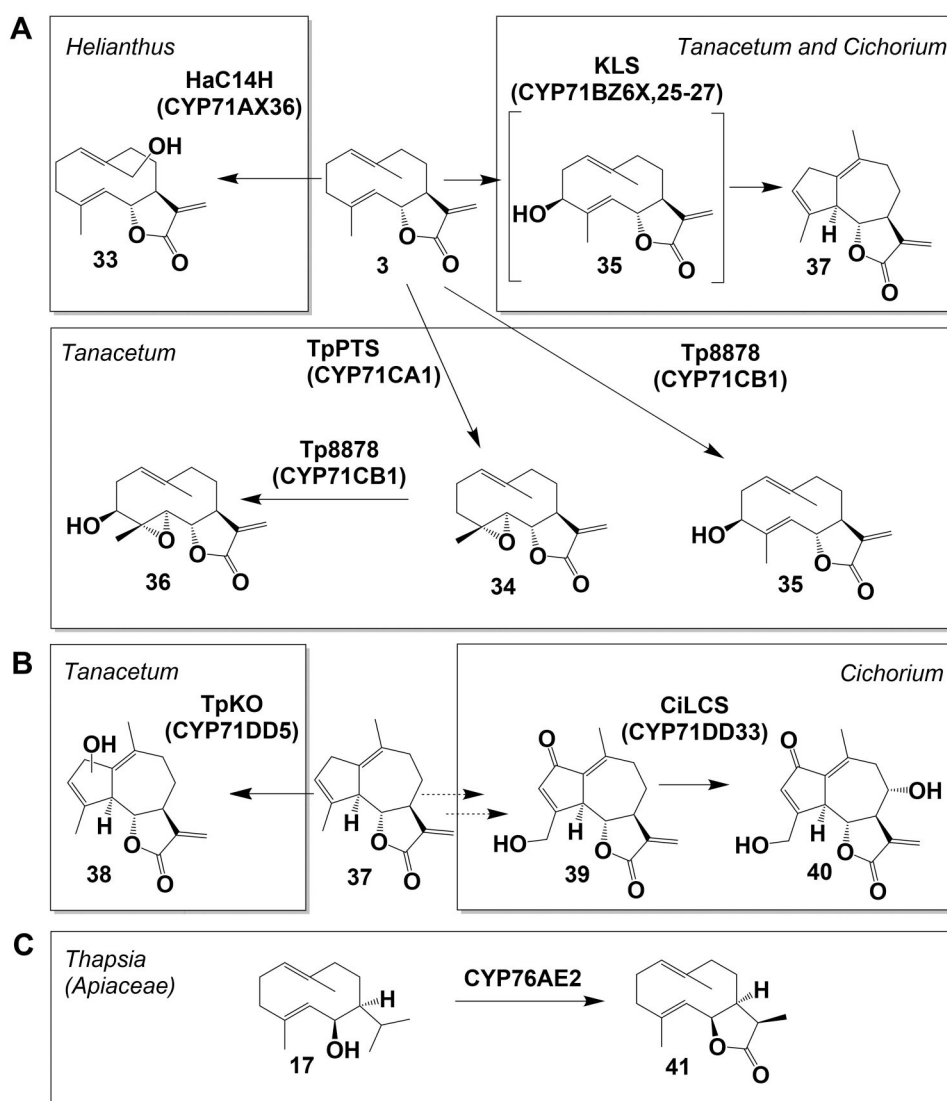 A
Helianthus
HaC14H
(CYP71AX36)
OH
O
O
33
3
O
O
Tanacetum and Cichorium
KLS
(CYP71BZ6X,25-27)
HO
O
O
35
H
O
O
37
Tanacetum
TpPTS
(CYP71CA1)
Tp8878
(CYP71CB1)
Tp8878
(CYP71CB1)
HO
O
O
O
36
O
O
O
34
HO
O
O
35
B
Tanacetum
TpKO
(CYP71DD5)
OH
H
O
O
38
H
O
O
37
Cichorium
CiLCS
(CYP71DD33)
O
HO
H
O
O
39
O
OH
HO
H
O
O
40
C
Thapsia
(Apiaceae)
CYP76AE2
H
OH
17
H
O
O
41